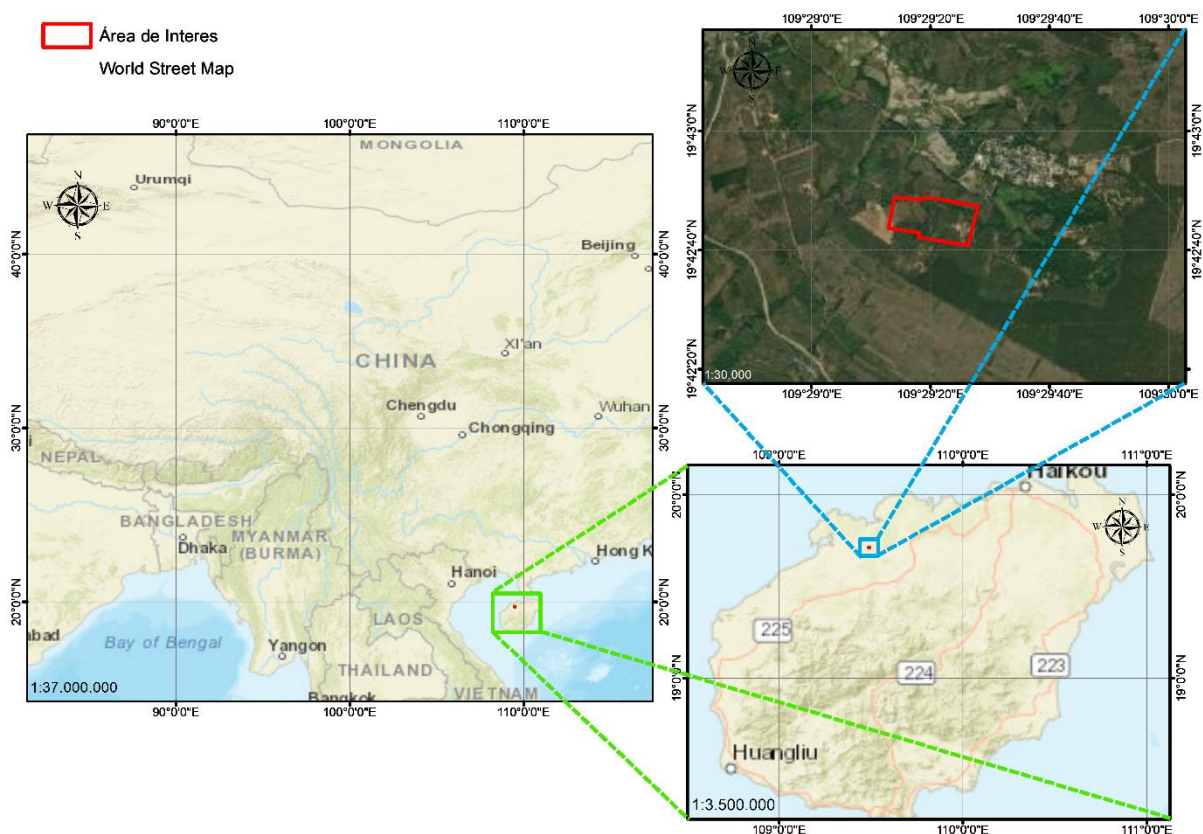 Área de Interes
World Street Map
90°0'0"E 100°0'0"E 110°0'0"E
MONGOLIA
Urumqi
N
W E
S
Beijing
40°0'0"N 40°0'0"N
Xi'an
CHINA
Chengdu
Wuhan
Chongqing
30°0'0"N 30°0'0"N
NEPAL
BANGLADESH
MYANMAR
(BURMA)
Dhaka
Hong K
Hanoi
20°0'0"N 20°0'0"N
LAOS
bad
Bay of Bengal
Yangon
THAILAND
1:37.000.000
Bangkok
VIETNAM
90°0'0"E 100°0'0"E 110°0'0"E
109°29'0"E 109°29'20"E 109°29'40"E 109°30'0"E
N
W E
S
19°43'0"N 19°43'0"N
19°42'40"N 19°42'40"N
19°42'20"N 19°42'20"N
1:30,000
109°29'0"E 109°29'20"E 109°29'40"E 109°30'0"E
109°0'0"E 110°0'0"E 111°0'0"E
Haikou
20°0'0"N 20°0'0"N
N
W E
S
225
224
223
19°0'0"N 19°0'0"N
Huangliu
1:3.500.000
109°0'0"E 110°0'0"E 111°0'0"E